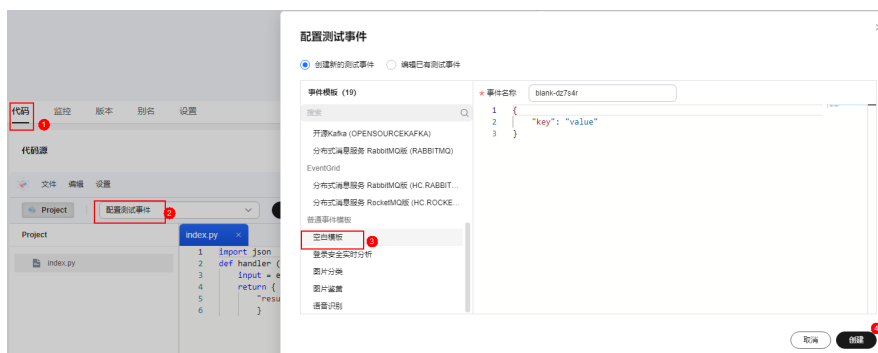 配置测试事件
创建新的测试事件 编辑已有测试事件
代码 监控 版本 别名 设置
1
代码源
文件 编辑 设置
Project 配置测试事件 2
Project
index.py
index.py ×
1 import json
2 def handler (
3 input = e
4 return {
5 "resu
6 }
事件模板 (19)
搜索
开源Kafka (OPENSOURCEKAFKA)
分布式消息服务 RabbitMQ版 (RABBITMQ)
EventGrid
分布式消息服务 RabbitMQ版 (HC.RABBIT...
分布式消息服务 RocketMQ版 (HC.ROCKE...
普通事件模板
空白模板 3
登录安全实时分析
图片分类
图片鉴黄
语音识别
* 事件名称 blank-dz7s4r
1 {
2 "key": "value"
3 }
4
取消 创建